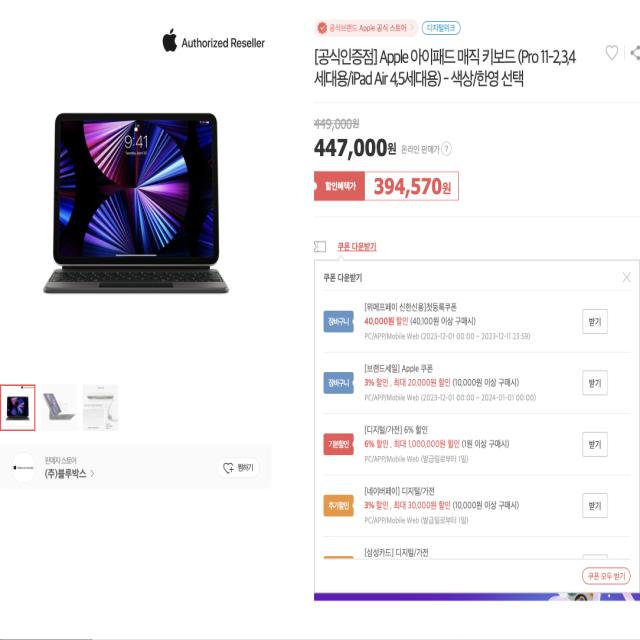 Authorized Reseller
9:41
판매자 스토어
(주)블루박스 >
찜하기
공식브랜드 Apple 공식 스토어 >
디지털위크
[공식인증점] Apple 아이패드 매직 키보드 (Pro 11-2,3,4
세대용/iPad Air 4,5세대용) - 색상/한영 선택
449,000원
447,000원 온라인 판매가 ?
할인혜택가 394,570원
쿠폰 다운받기
쿠폰 다운받기
[위메프페이 신한신용]첫등록쿠폰
장바구니 40,000원 할인 (40,100원 이상 구매시) 받기
PC/APP/Mobile Web (2023-12-01 00:00 ~ 2023-12-11 23:59)
[브랜드세일] Apple 쿠폰
장바구니 3% 할인 , 최대 20,000원 할인 (10,000원 이상 구매시) 받기
PC/APP/Mobile Web (2023-12-01 00:00 ~ 2024-01-01 00:00)
[디지털/가전] 6% 할인
기본할인 6% 할인 , 최대 1,000,000원 할인 (1원 이상 구매시) 받기
PC/APP/Mobile Web (발급일로부터 1일)
[네이버페이] 디지털/가전
추가할인 3% 할인 , 최대 30,000원 할인 (10,000원 이상 구매시) 받기
PC/APP/Mobile Web (발급일로부터 1일)
[삼성카드] 디지털/가전
쿠폰 모두 받기